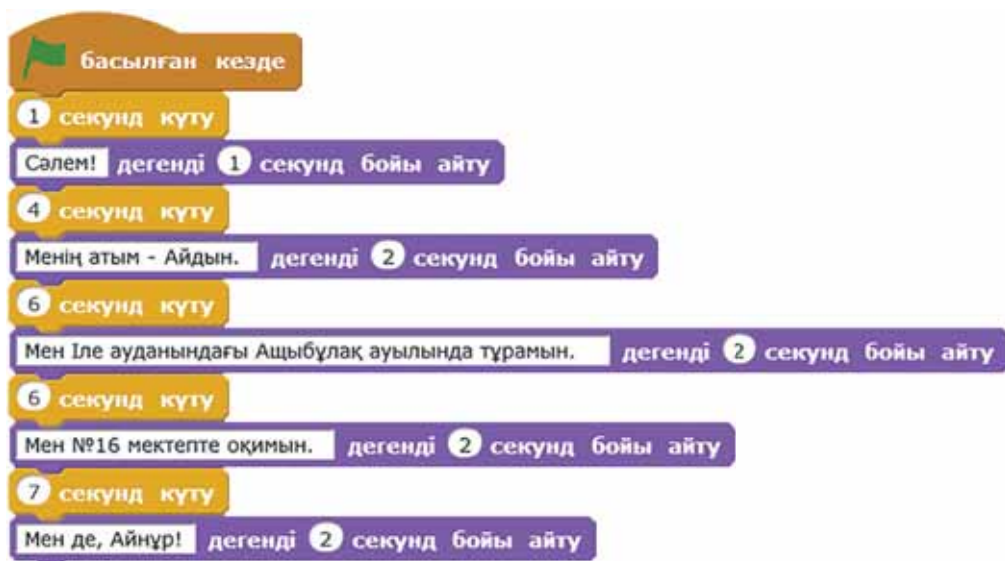 басылған кезде
1 секунд күту
Сәлем! дегенді 1 секунд бойы айту
4 секунд күту
Менің атым - Айдын. дегенді 2 секунд бойы айту
6 секунд күту
Мен Іле ауданындағы Ащыбұлақ ауылында тұрамын. дегенді 2 секунд бойы айту
6 секунд күту
Мен №16 мектепте оқимын. дегенді 2 секунд бойы айту
7 секунд күту
Мен де, Айнұр! дегенді 2 секунд бойы айту